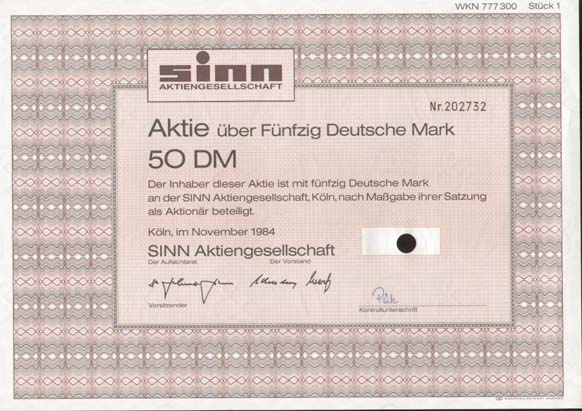 WKN 777300 Stück 1
sinn
AKTIENGESELLSCHAFT
Nr.202732
Aktie über Fünfzig Deutsche Mark
50 DM
Der Inhaber dieser Aktie ist mit fünfzig Deutsche Mark
an der SINN Aktiengesellschaft, Köln, nach Maßgabe ihrer Satzung
als Aktionär beteiligt.
Köln, im November 1984
SINN Aktiengesellschaft
Der Aufsichtsrat Der Vorstand
Vorsitzender
Kontrollunterschrift